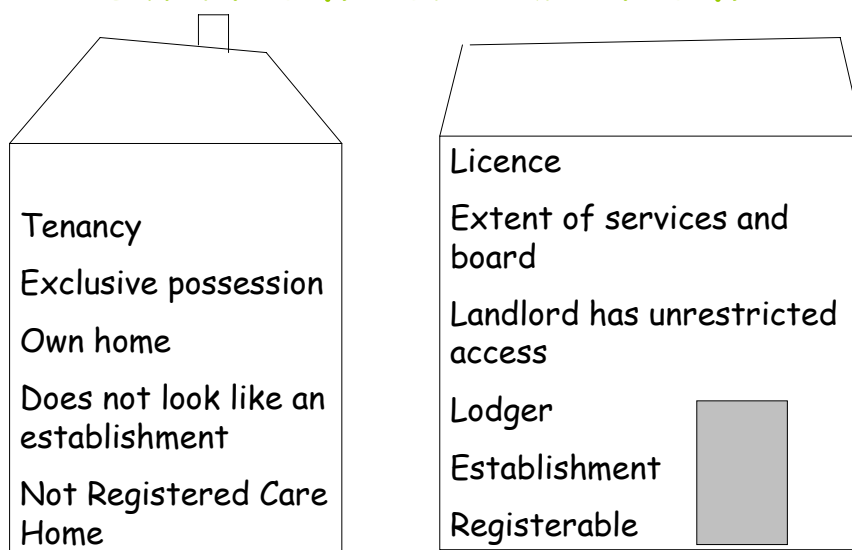 Tenancy
Exclusive possession
Own home
Does not look like an
establishment
Not Registered Care
Home
Licence
Extent of services and
board
Landlord has unrestricted
access
Lodger
Establishment
Registerable